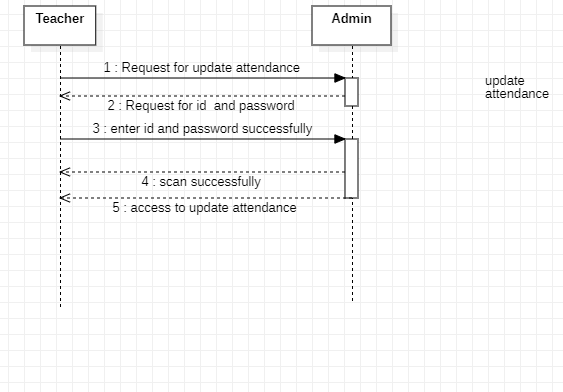 Teacher
Admin
1 : Request for update attendance
update
attendance
2 : Request for id  and password
3 : enter id and password successfully
4 : scan successfully
5 : access to update attendance